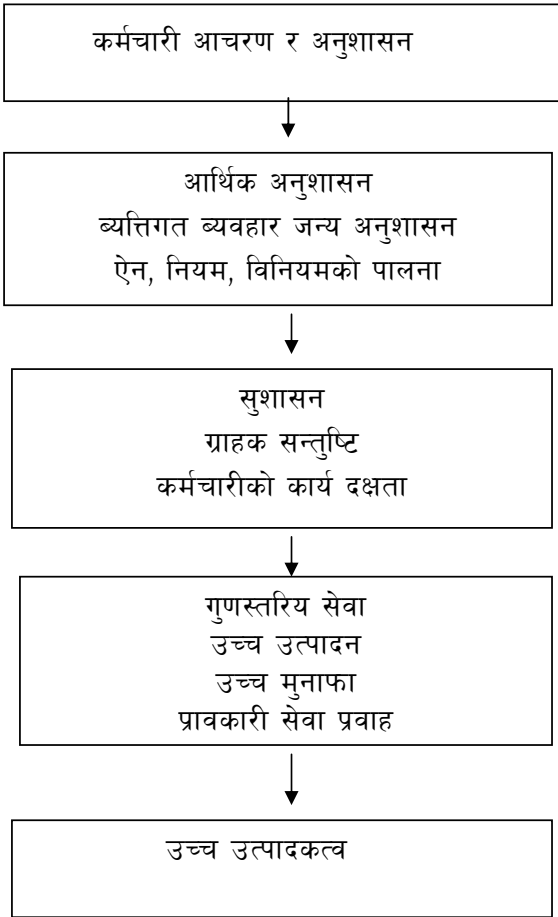 कर्मचारी आचरण र अनुशासन
आर्थिक अनुशासन
ब्यत्तिगत ब्यवहार जन्य अनुशासन
ऐन, नियम, विनियमको पालना
सुशासन
ग्राहक सन्तुष्टि
कर्मचारीको कार्य दक्षता
गुणस्तरिय सेवा
उच्च उत्पादन
उच्च मुनाफा
प्रावकारी सेवा प्रवाह
उच्च उत्पादकत्व